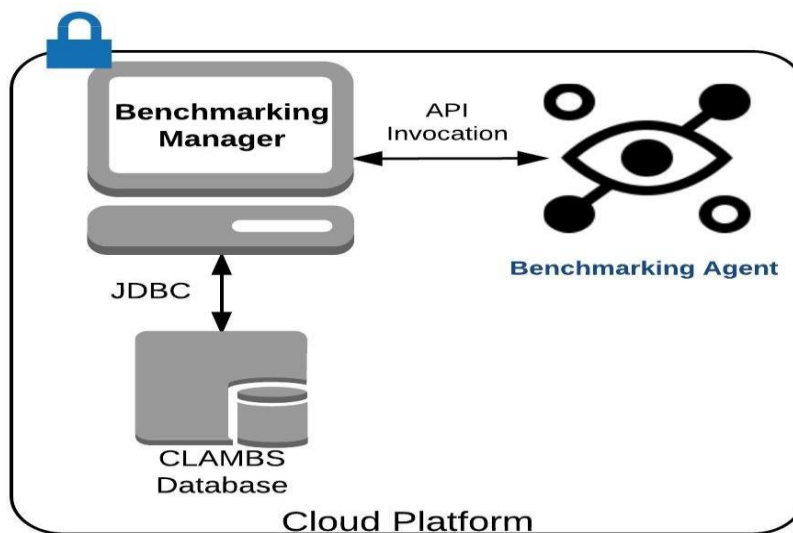 Benchmarking
Manager
API
Invocation
Benchmarking Agent
JDBC
CLAMBS
Database
Cloud Platform